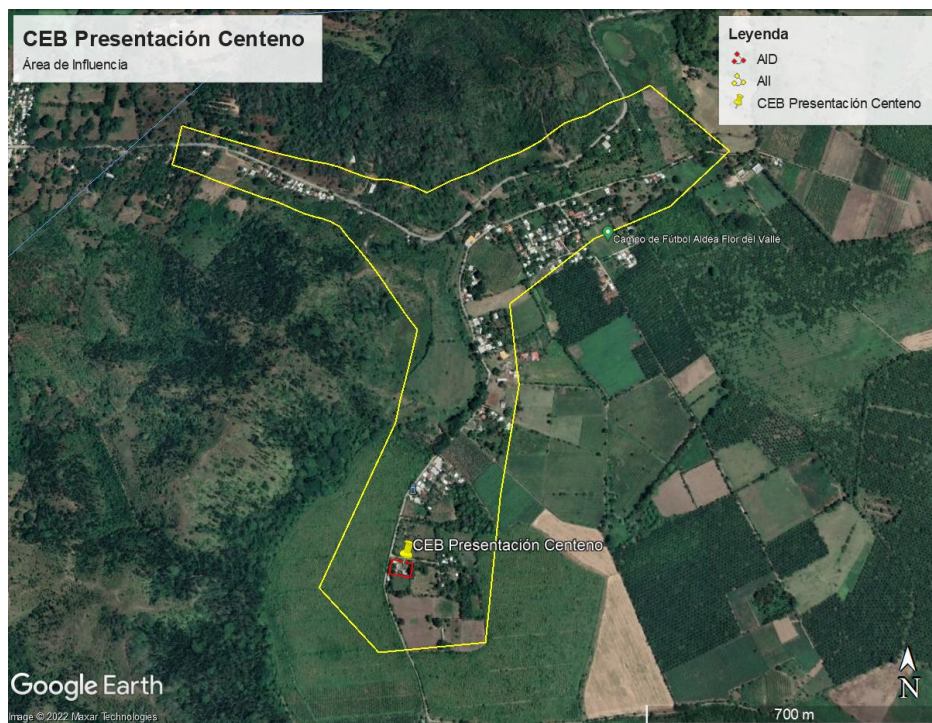 CEB Presentación Centeno
Área de Influencia
Leyenda
AID
AII
CEB Presentación Centeno
Campo de Fútbol Aldea Flor del Valle
CEB Presentación Centeno
Google Earth
N
Image © 2022 Maxar Technologies
700 m